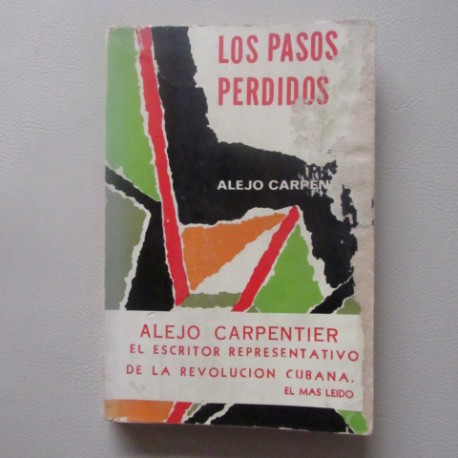 LOS PASOS
PERDIDOS
ALEJO CARPEN
ALEJO CARPENTIER
EL ESCRITOR REPRESENTATIVO
DE LA REVOLUCION CUBANA.
EL MAS LEIDO